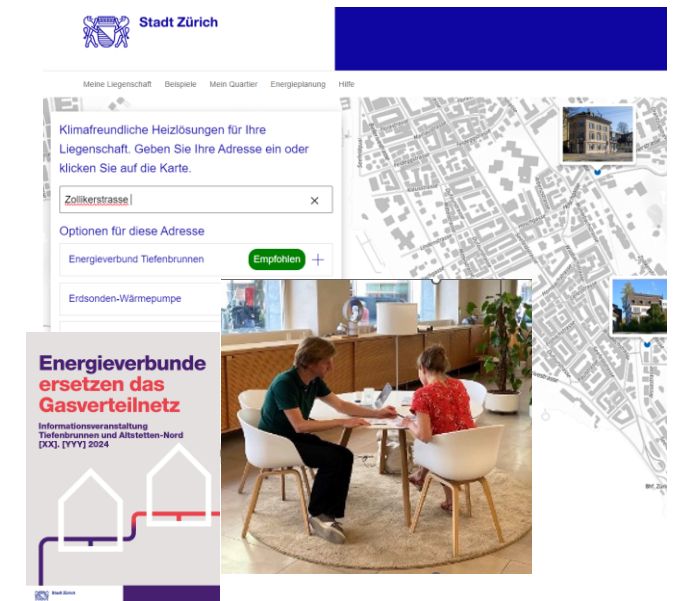 Stadt Zürich
Meine Liegenschaft Beispiele Mein Quartier Energieplanung Hilfe
Klimafreundliche Heizlösungen für Ihre
Liegenschaft. Geben Sie Ihre Adresse ein oder
klicken Sie auf die Karte.
Zollikerstrasse
Optionen für diese Adresse
Energieverbund Tiefenbrunnen Empfohlen
Erdsonden-Wärmepumpe
Energieverbunde
ersetzen das
Gasverteilnetz
Informationsveranstaltung
Tiefenbrunnen und Altstetten-Nord
[XX]. [YYY] 2024
Stadt Zürich